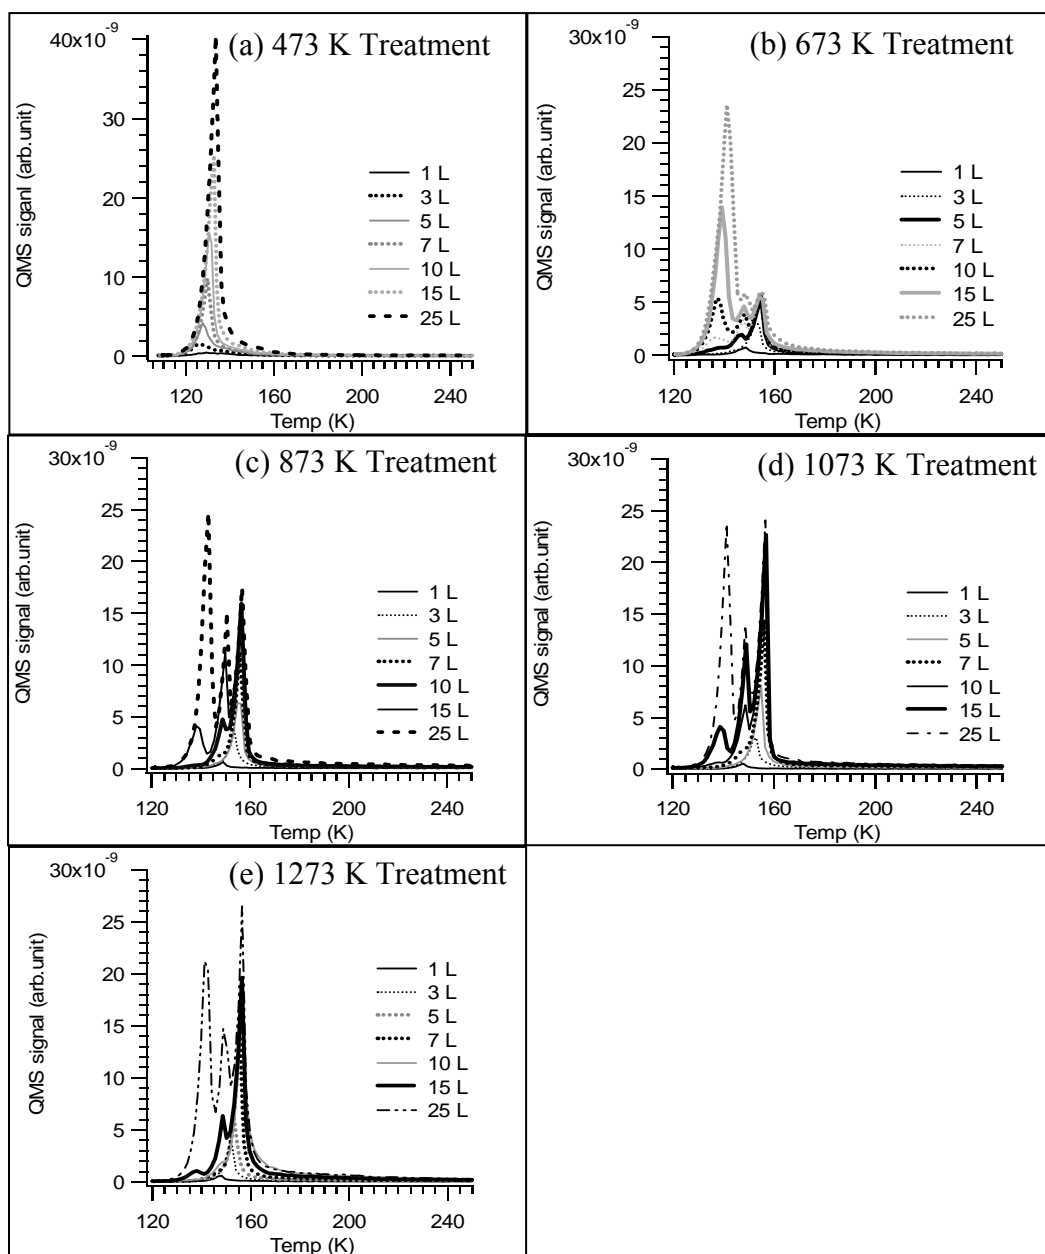 (a) 473 K Treatment
40x10-9
30
20
10
0
QMS siganl (arb.unit)
1 L
3 L
5 L
7 L
10 L
15 L
25 L
120 160 200 240
Temp (K)
(b) 673 K Treatment
30x10-9
25
20
15
10
5
0
QMS signal (arb.unit)
1 L
3 L
5 L
7 L
10 L
15 L
25 L
120 160 200 240
Temp (K)
(c) 873 K Treatment
30x10-9
25
20
15
10
5
0
QMS signal (arb.unit)
1 L
3 L
5 L
7 L
10 L
15 L
25 L
120 160 200 240
Temp (K)
(d) 1073 K Treatment
30x10-9
25
20
15
10
5
0
QMS signal (artb.unit)
1 L
3 L
5 L
7 L
10 L
15 L
25 L
120 160 200 240
Temp (K)
(e) 1273 K Treatment
30x10-9
25
20
15
10
5
0
QMS signal (arb.unit)
1 L
3 L
5 L
7 L
10 L
15 L
25 L
120 160 200 240
Temp (K)